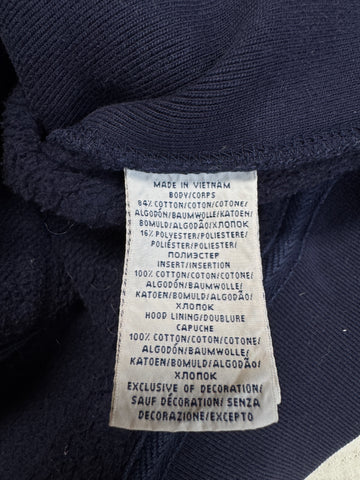 MADE IN VIETNAM
BODY/CORPS
84% COTTON/COTON/COTONE/
ALGODÓN/BAUMWOLLE/KATOEN/
BOMULD/ALGODÃO/ХЛОПОК
16% POLYESTER/POLYESTER/
POLIÉSTER/POLIESTER/
ПОЛИЭСТЕР
INSERT/INSERTION
100% COTTON/COTON/COTONE/
ALGODÓN/BAUMWOLLE/
KATOEN/BOMULD/ALGODÃO/
ХЛОПОК
HOOD LINING/DOUBLURE
CAPUCHE
100% COTTON/COTON/COTONE/
ALGODÓN/BAUMWOLLE/
KATOEN/BOMULD/ALGODÃO/
ХЛОПОК
EXCLUSIVE OF DECORATION/
SAUF DÉCORATION/ SENZA
DECORAZIONE/EXCEPTO